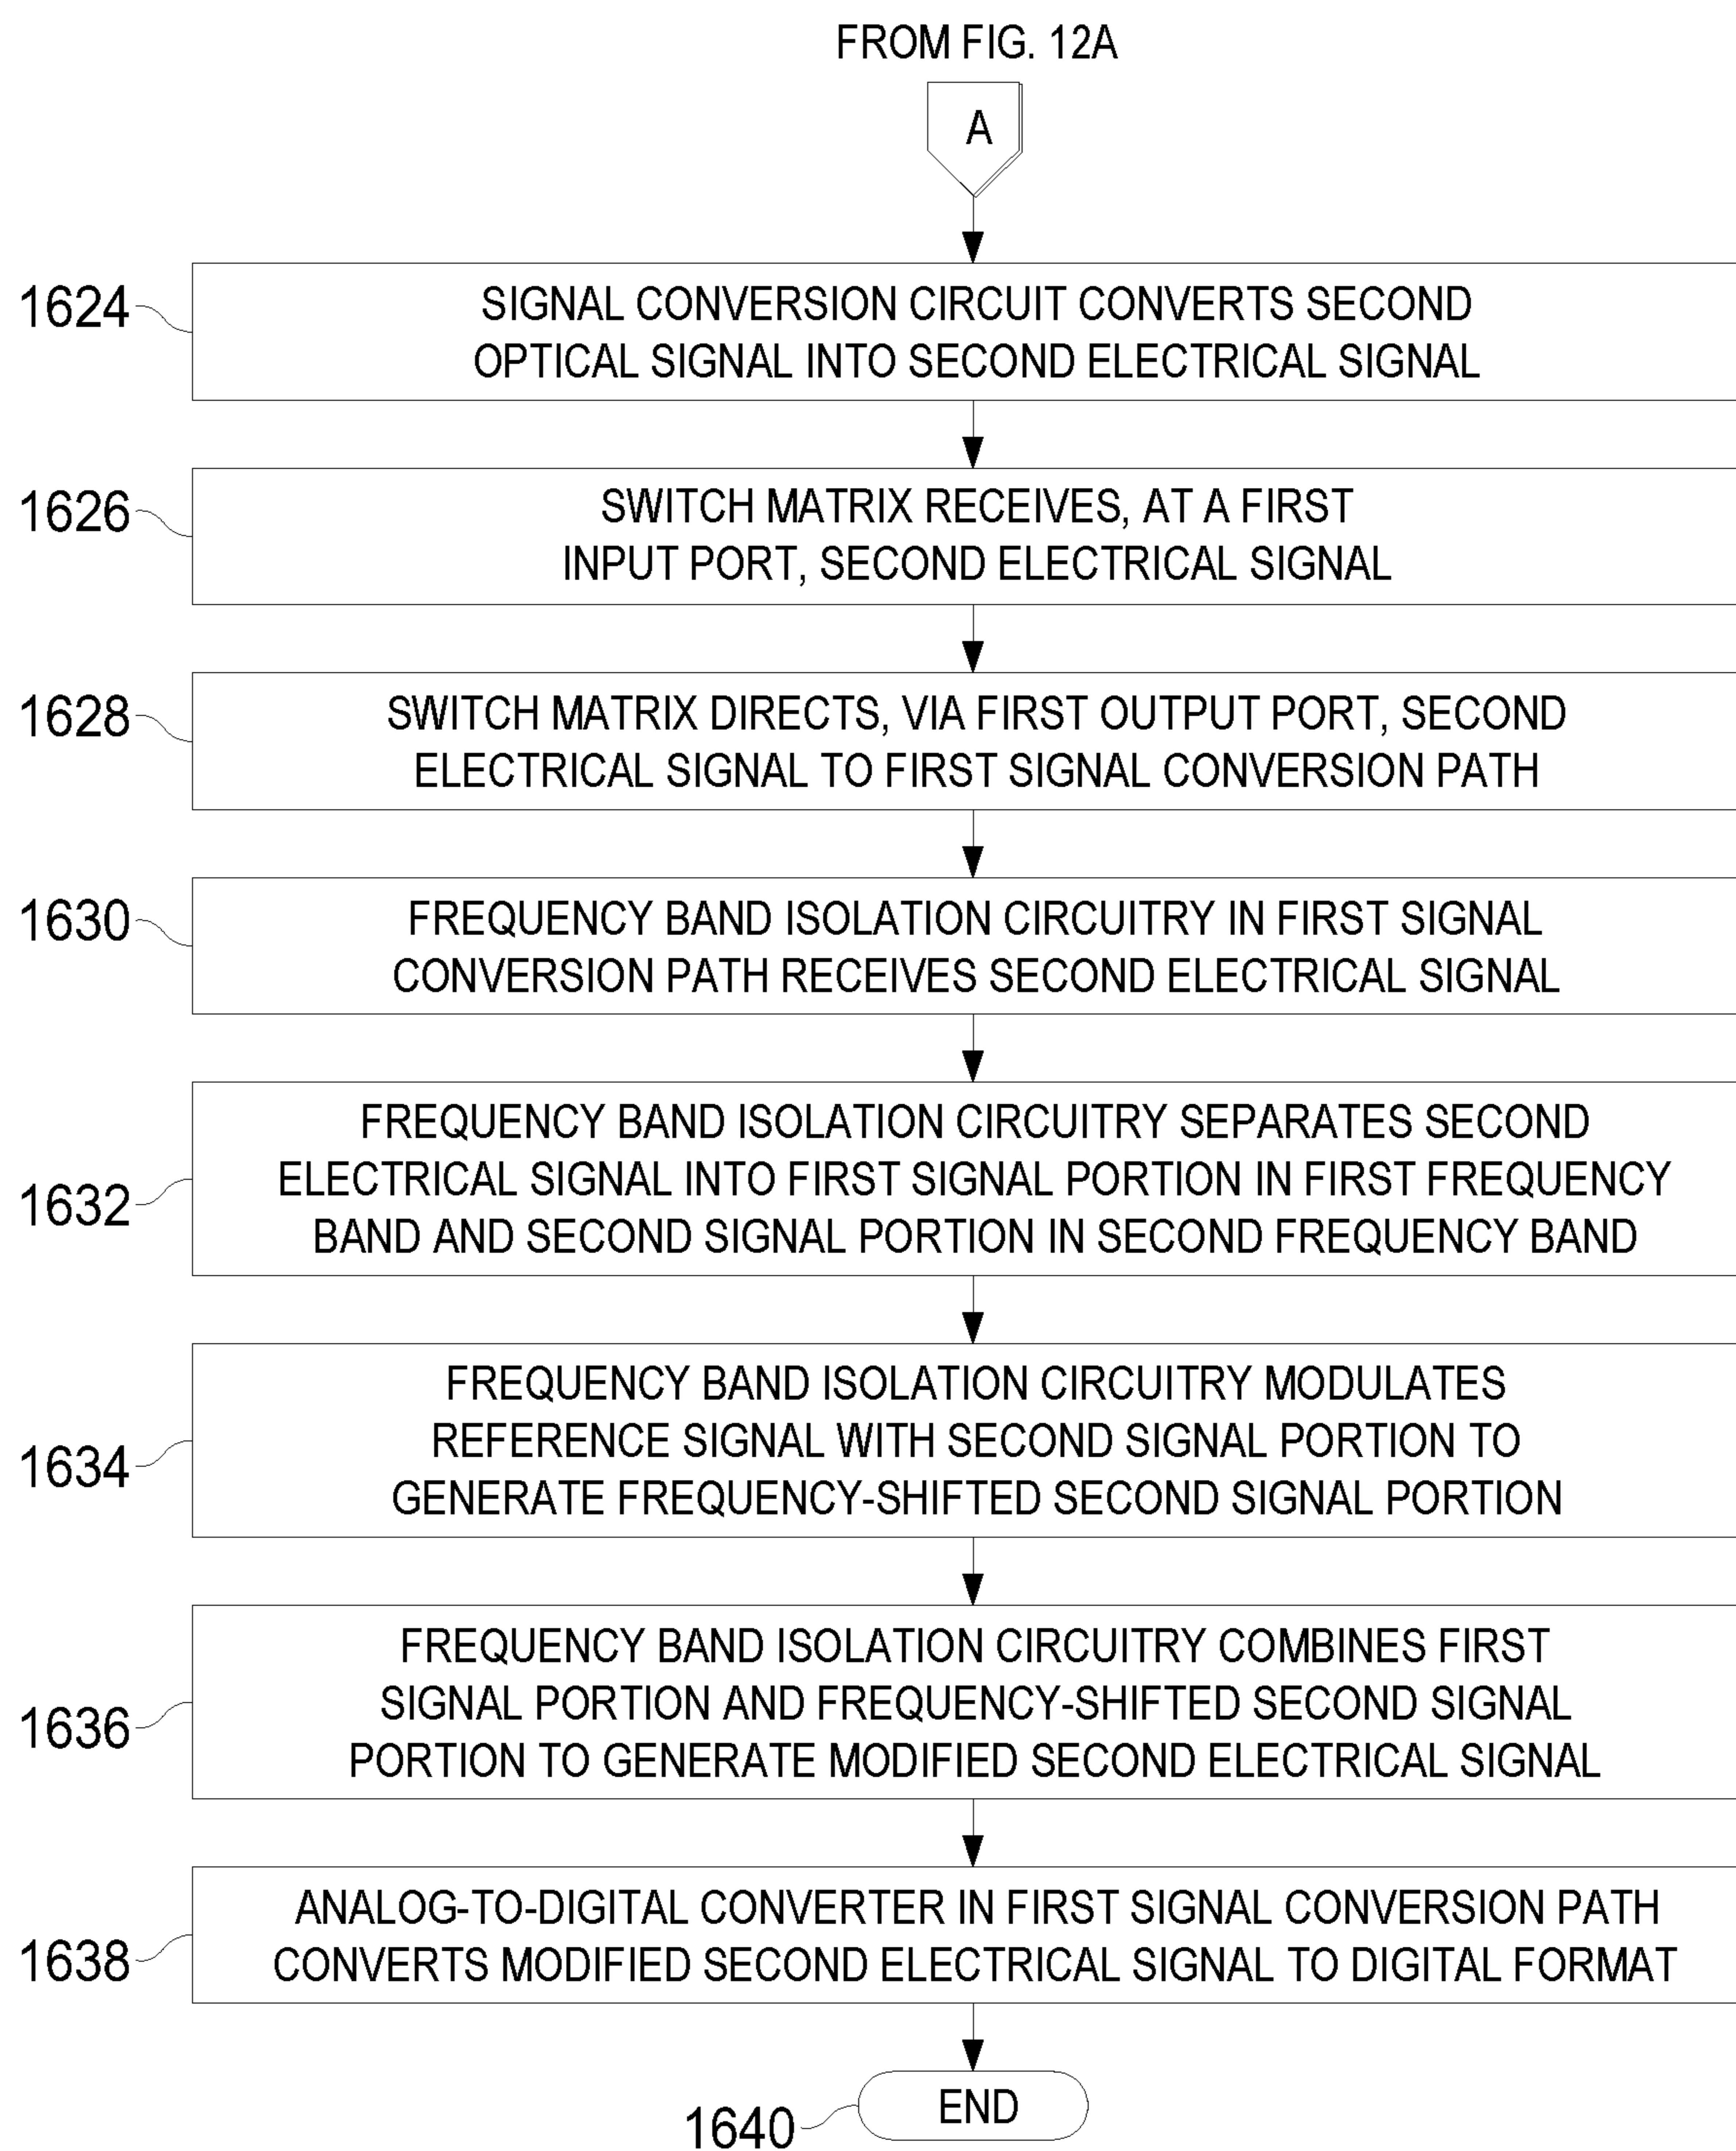 FROM FIG. 12A
A
1624
SIGNAL CONVERSION CIRCUIT CONVERTS SECOND
OPTICAL SIGNAL INTO SECOND ELECTRICAL SIGNAL
1626
SWITCH MATRIX RECEIVES, AT A FIRST
INPUT PORT, SECOND ELECTRICAL SIGNAL
1628
SWITCH MATRIX DIRECTS, VIA FIRST OUTPUT PORT, SECOND
ELECTRICAL SIGNAL TO FIRST SIGNAL CONVERSION PATH
1630
FREQUENCY BAND ISOLATION CIRCUITRY IN FIRST SIGNAL
CONVERSION PATH RECEIVES SECOND ELECTRICAL SIGNAL
1632
FREQUENCY BAND ISOLATION CIRCUITRY SEPARATES SECOND
ELECTRICAL SIGNAL INTO FIRST SIGNAL PORTION IN FIRST FREQUENCY
BAND AND SECOND SIGNAL PORTION IN SECOND FREQUENCY BAND
1634
FREQUENCY BAND ISOLATION CIRCUITRY MODULATES
REFERENCE SIGNAL WITH SECOND SIGNAL PORTION TO
GENERATE FREQUENCY-SHIFTED SECOND SIGNAL PORTION
1636
FREQUENCY BAND ISOLATION CIRCUITRY COMBINES FIRST
SIGNAL PORTION AND FREQUENCY-SHIFTED SECOND SIGNAL
PORTION TO GENERATE MODIFIED SECOND ELECTRICAL SIGNAL
1638
ANALOG-TO-DIGITAL CONVERTER IN FIRST SIGNAL CONVERSION PATH
CONVERTS MODIFIED SECOND ELECTRICAL SIGNAL TO DIGITAL FORMAT
1640
END